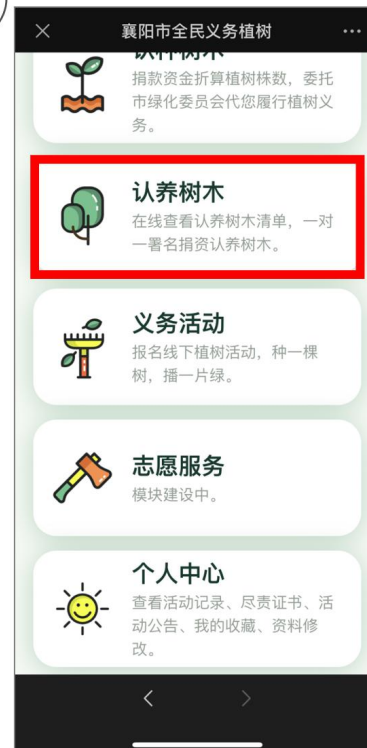 襄阳市全民义务植树
捐款资金折算植树株数，委托
市绿化委员会代您履行植树义
务。
认养树木
在线查看认养树木清单，一对
一署名捐资认养树木。
义务活动
报名线下植树活动，种一棵
树，播一片绿。
志愿服务
模块建设中。
个人中心
查看活动记录、尽责证书、活
动公告、我的收藏、资料修
改。